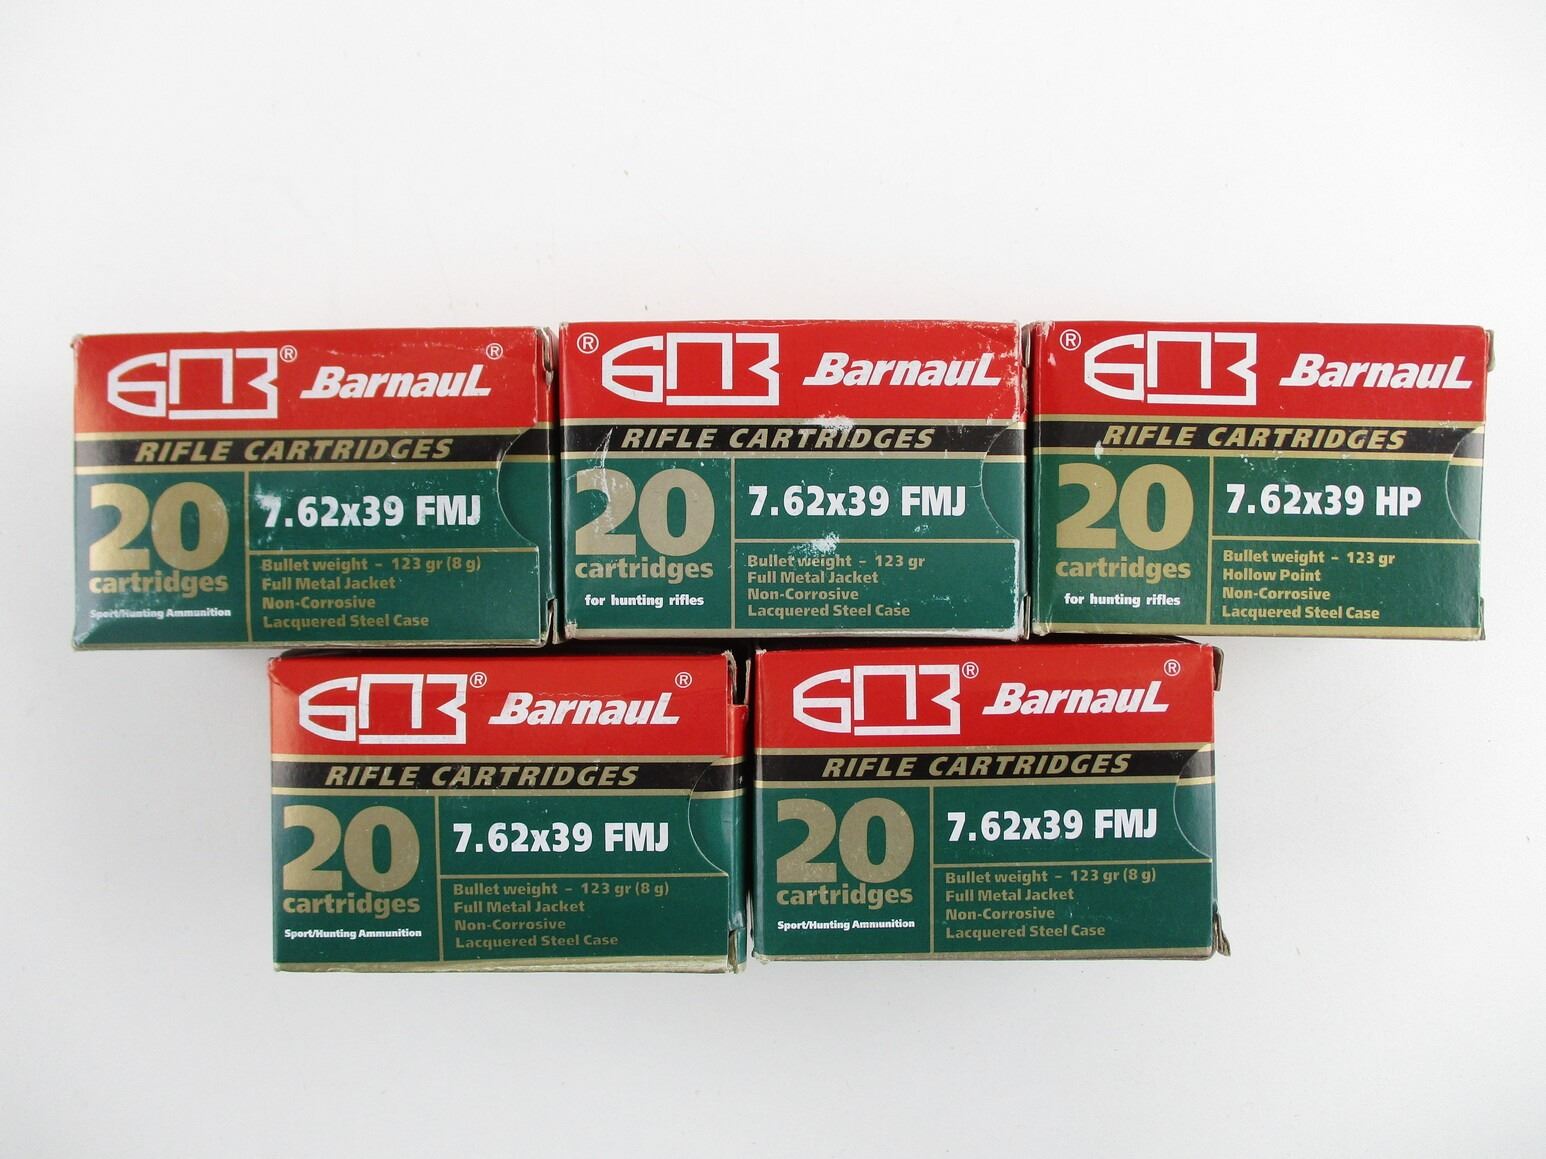 БПЗ® BarnauL®
RIFLE CARTRIDGES
20
cartridges
Sport/Hunting Ammunition
7.62x39 FMJ
Bullet weight – 123 gr (8 g)
Full Metal Jacket
Non-Corrosive
Lacquered Steel Case
® БПЗ BarnauL
RIFLE CARTRIDGES
20
cartridges
for hunting rifles
7.62x39 FMJ
Bullet weight – 123 gr
Full Metal Jacket
Non-Corrosive
Lacquered Steel Case
® БПЗ BarnauL
RIFLE CARTRIDGES
20
cartridges
for hunting rifles
7.62x39 HP
Bullet weight – 123 gr
Hollow Point
Non-Corrosive
Lacquered Steel Case
БПЗ® BarnauL®
RIFLE CARTRIDGES
20
cartridges
Sport/Hunting Ammunition
7.62x39 FMJ
Bullet weight – 123 gr (8 g)
Full Metal Jacket
Non-Corrosive
Lacquered Steel Case
БПЗ® BarnauL®
RIFLE CARTRIDGES
20
cartridges
Sport/Hunting Ammunition
7.62x39 FMJ
Bullet weight – 123 gr (8 g)
Full Metal Jacket
Non-Corrosive
Lacquered Steel Case